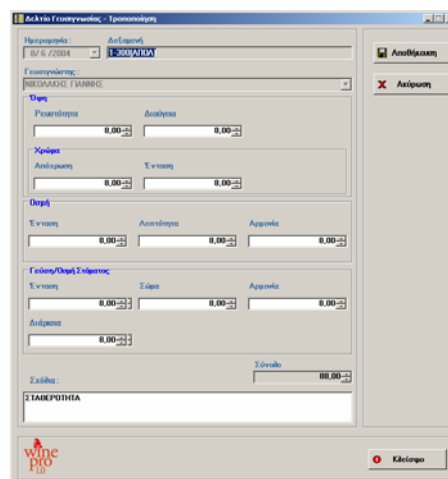 Δελτίο Γευσιγνωσίας - Τροποποίηση
Ημερομηνία : Δεξαμενή
8/ 6 /2004 1-300|ΑΠΟΛ
Γευσιγνώστης :
ΝΙΚΟΛΑΚΗΣ ΓΙΑΝΝΗΣ
Όψη
Ρευστότητα Διαύγεια
8,00 8,00
Χρώμα
Απόχρωση Ένταση
8,00 8,00
Οσμή
Ένταση Λεπτότητα Αρμονία
8,00 8,00 8,00
Γεύση/Οσμή Στόματος
Ένταση Σώμα Αρμονία
8,00 8,00 8,00
Διάρκεια
8,00
Σύνολο
88,00
Σχόλια :
ΣΤΑΘΕΡΟΤΗΤΑ
Αποθήκευση
Ακύρωση
wine
pro
1.0
Κλείσιμο